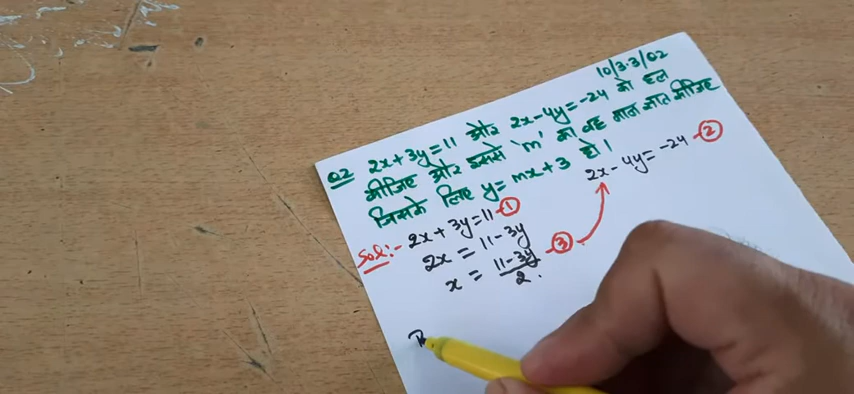 10/3.3/02
Q2 2x+3y=11 और 2x-4y=-24 को हल
कीजिए और इससे 'm' का वह मान ज्ञात कीजिए
जिसके लिए y=mx+3 हो।
Sol:- 2x+3y=11-①
2x-4y=-24-②
2x = 11-3y
x = (11-3y)/2. -③